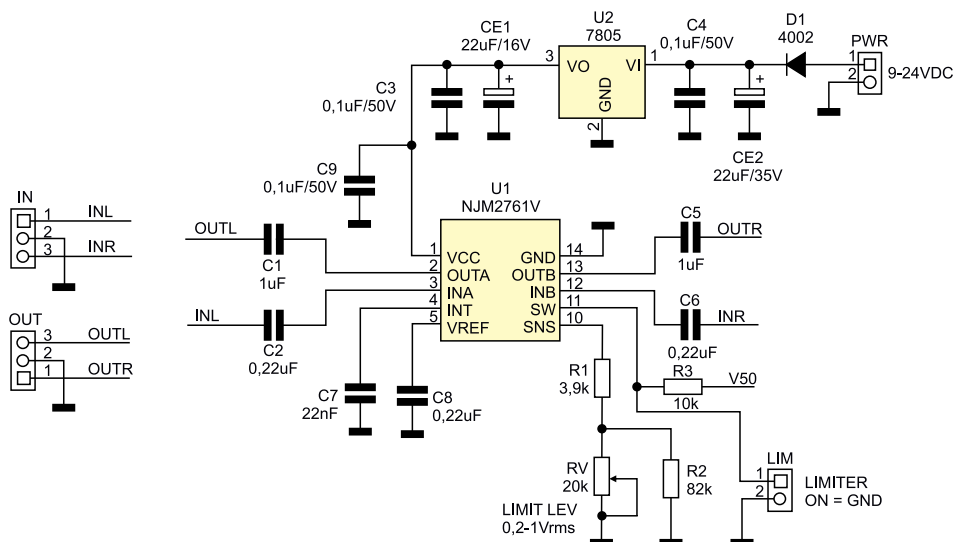 U2
7805
CE1
22uF/16V
C4
0,1uF/50V
D1
4002
PWR
3
VO
VI
1
GND
2
1
2
9-24VDC
C3
0,1uF/50V
+
+
CE2
22uF/35V
C9
0,1uF/50V
U1
NJM2761V
IN
1
INL
2
3
INR
OUTL
C1
1uF
1
VCC
2
OUTA
3
INA
4
INT
5
VREF
GND
14
OUTB
13
INB
12
SW
11
SNS
10
C5
OUTR
1uF
INL
C2
0,22uF
C6
INR
0,22uF
OUT
3
OUTL
2
1
OUTR
C7
22nF
C8
0,22uF
R1
3,9k
R3
V50
10k
RV
20k
R2
82k
LIMIT LEV
0,2-1Vrms
LIM
1
2
LIMITER
ON = GND